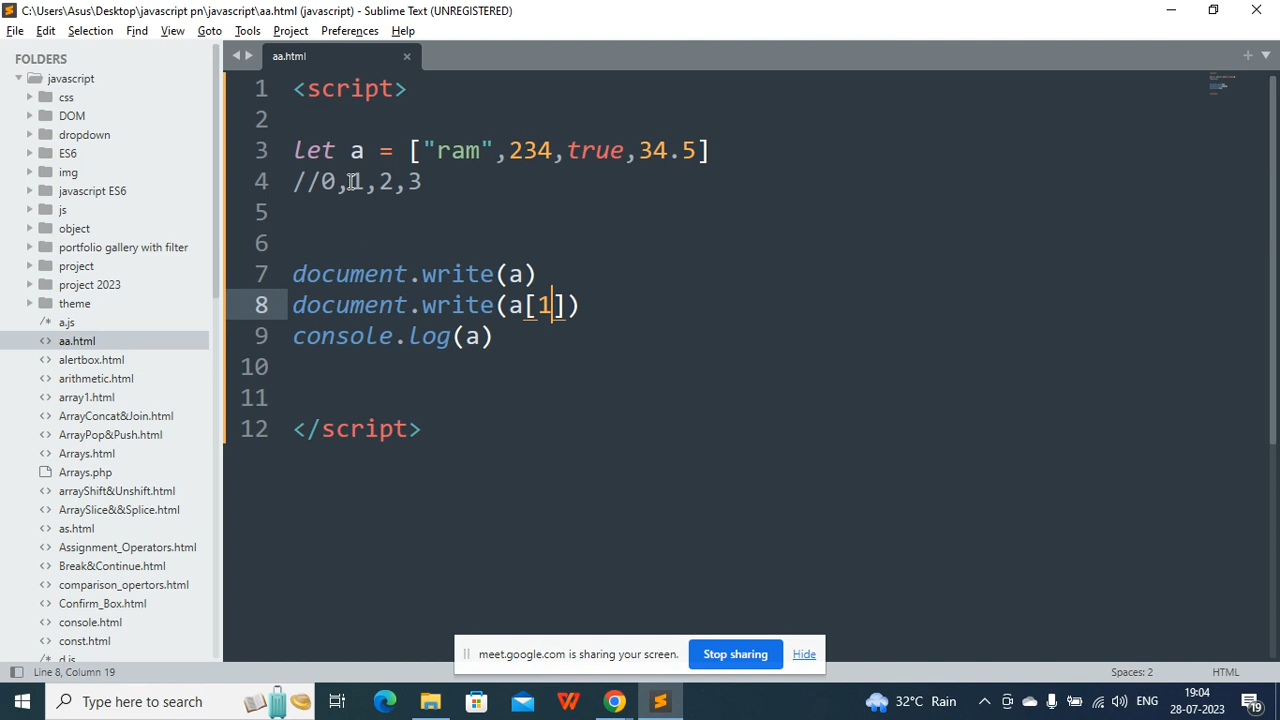 C:\Users\Asus\Desktop\javascript pn\javascript\aa.html (javascript) - Sublime Text (UNREGISTERED)
File Edit Selection Find View Goto Tools Project Preferences Help
FOLDERS
javascript
css
DOM
dropdown
ES6
img
javascript ES6
js
object
portfolio gallery with filter
project
project 2023
theme
a.js
aa.html
alertbox.html
arithmetic.html
array1.html
ArrayConcat&Join.html
ArrayPop&Push.html
Arrays.html
Arrays.php
arrayShift&Unshift.html
ArraySlice&&Splice.html
as.html
Assignment_Operators.html
Break&Continue.html
comparison_opertors.html
Confirm_Box.html
console.html
const.html
d.js
aa.html
1 <script>
2
3 let a = ["ram",234,true,34.5]
4 //0,1,2,3
5
6
7 document.write(a)
8 document.write(a[1])
9 console.log(a)
10
11
12 </script>
meet.google.com is sharing your screen. Stop sharing Hide
Line 8, Column 19 Spaces: 2 HTML
Type here to search 32°C Rain ENG 19:04
28-07-2023 19